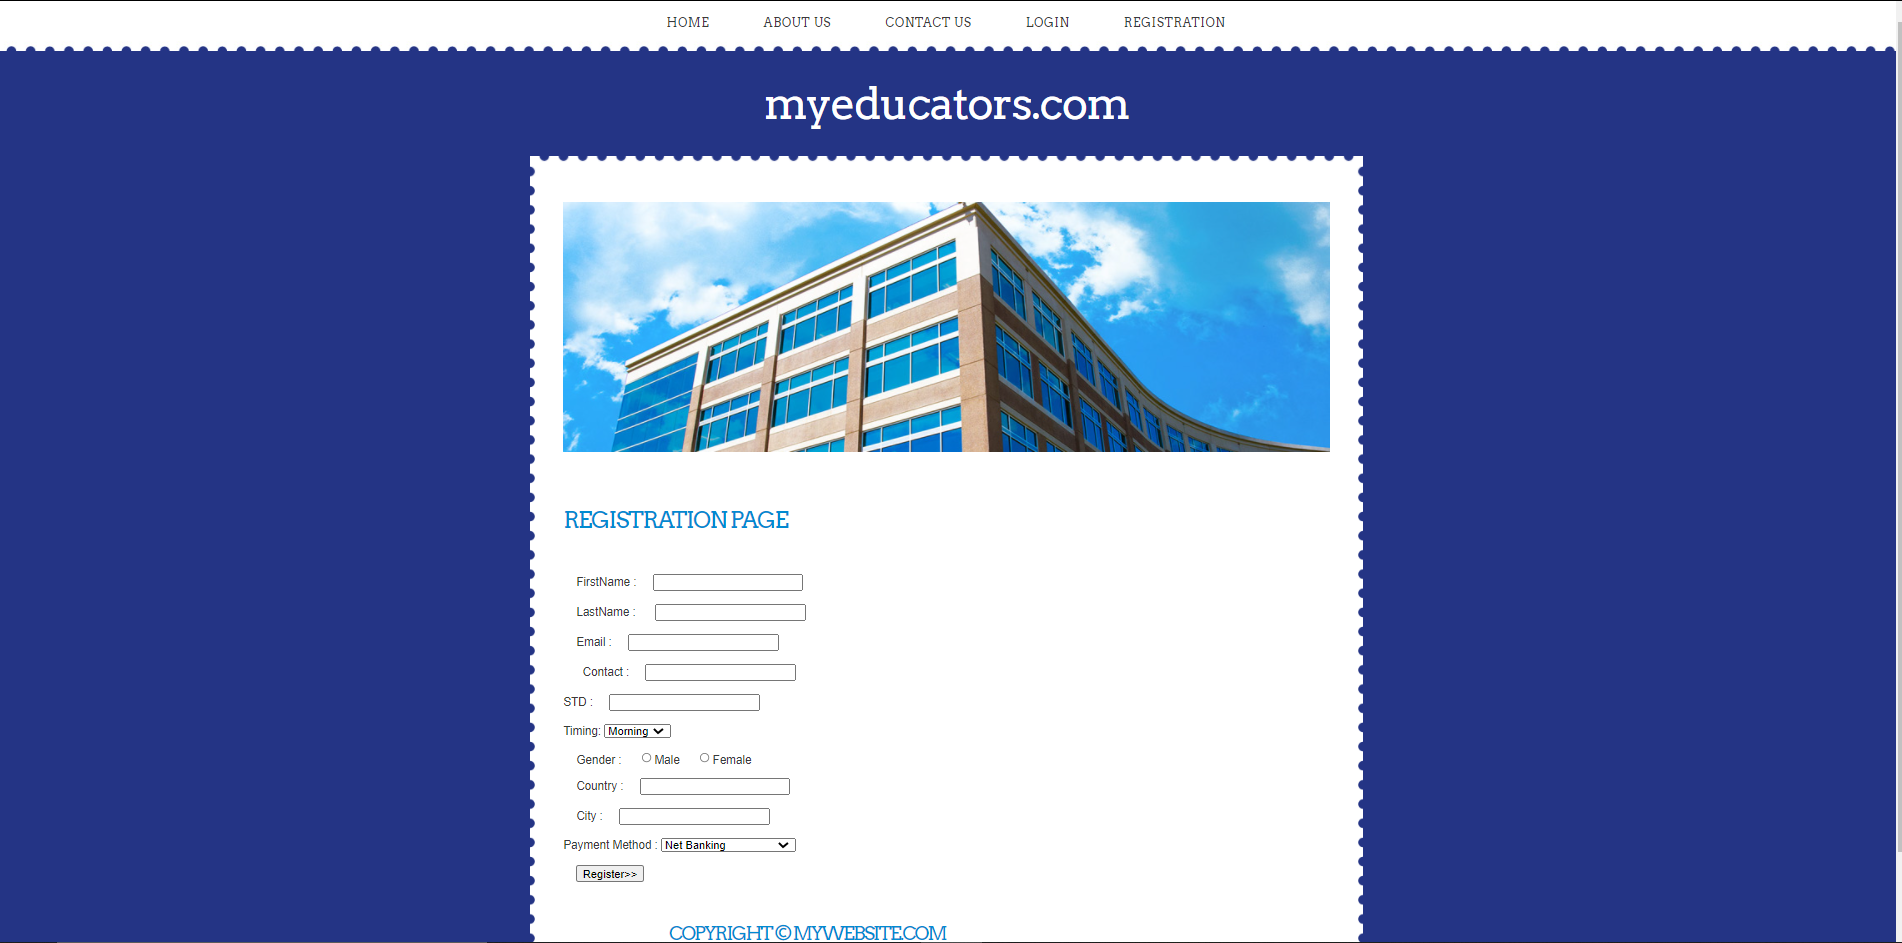 HOME ABOUT US CONTACT US LOGIN REGISTRATION
myeducators.com
REGISTRATION PAGE
FirstName :
LastName :
Email :
Contact :
STD :
Timing: Morning
Gender : Male Female
Country :
City :
Payment Method : Net Banking
Register>>
COPYRIGHT © MYWEBSITE.COM